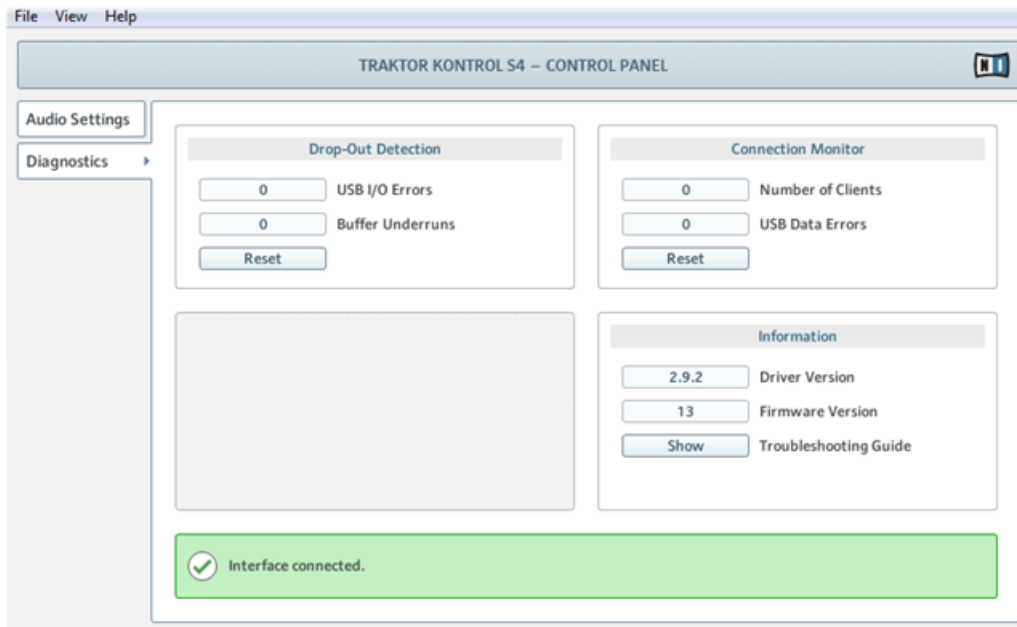 File View Help
TRAKTOR KONTROL S4 – CONTROL PANEL
NI
Audio Settings
Diagnostics
Drop-Out Detection
0 USB I/O Errors
0 Buffer Underruns
Reset
Connection Monitor
0 Number of Clients
0 USB Data Errors
Reset
Information
2.9.2 Driver Version
13 Firmware Version
Show Troubleshooting Guide
Interface connected.